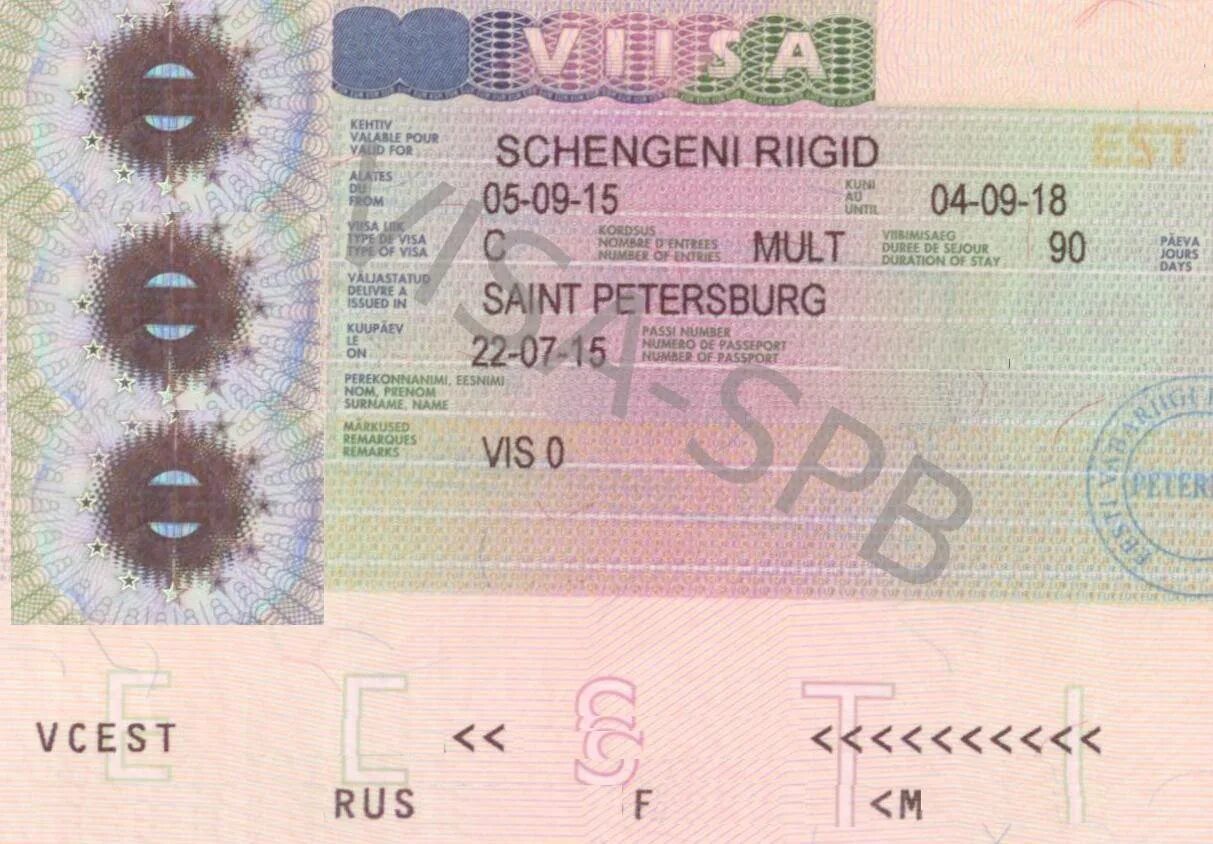 VIISA
KEHTIV
VALABLE POUR
VALID FOR
SCHENGENI RIIGID
EST
ALATES
DU
FROM
05-09-15
KUNI
AU
UNTIL
04-09-18
VIISA LIIK
TYPE DE VISA
TYPE OF VISA
C
KORDSUS
NOMBRE D'ENTREES
NUMBER OF ENTRIES
MULT
VIIBIMISAEG
DUREE DE SEJOUR
DURATION OF STAY
90
PÄEVA
JOURS
DAYS
VÄLJASTATUD
DELIVRE A
ISSUED IN
SAINT PETERSBURG
KUUPÄEV
LE
ON
22-07-15
PASSI NUMBER
NUMERO DE PASSEPORT
NUMBER OF PASSPORT
PEREKONNANIMI, EESNIMI
NOM, PRENOM
SURNAME, NAME
MÄRKUSED
REMARQUES
REMARKS
VIS 0
VISA-SPB
EESTI VABARIIGI
PETER
EESTI
VCEST << <<<<<<<<<<
RUS F <M